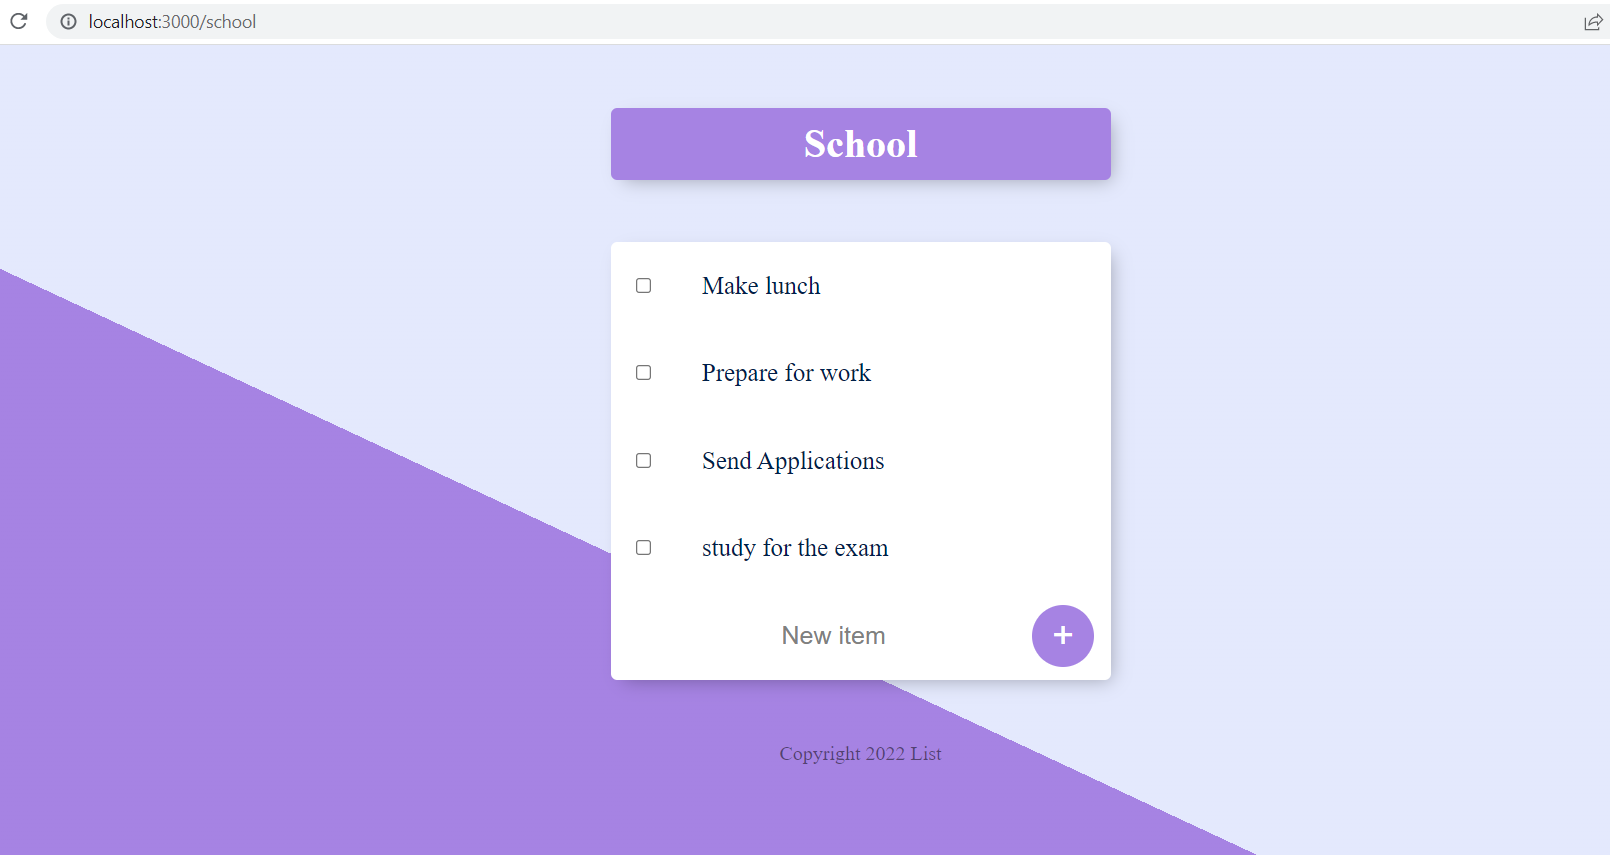 localhost:3000/school
School
Make lunch
Prepare for work
Send Applications
study for the exam
New item
+
Copyright 2022 List